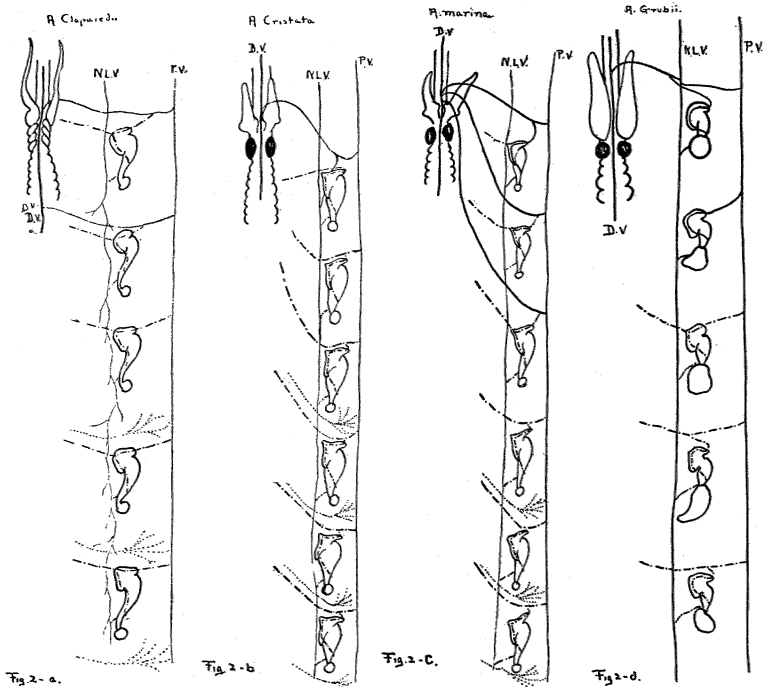 A Claparedii
N.L.V
P.V.
D.V.
D.V.
a.
Fig. 2-a.
A Cristata
D.V.
N.L.V.
P.V.
Fig 2-b
A. marina
D.V
N.L.V.
P.V
Fig. 2-C.
A. Grubii.
N.L.V.
P.V.
D.V
Fig. 2-d.